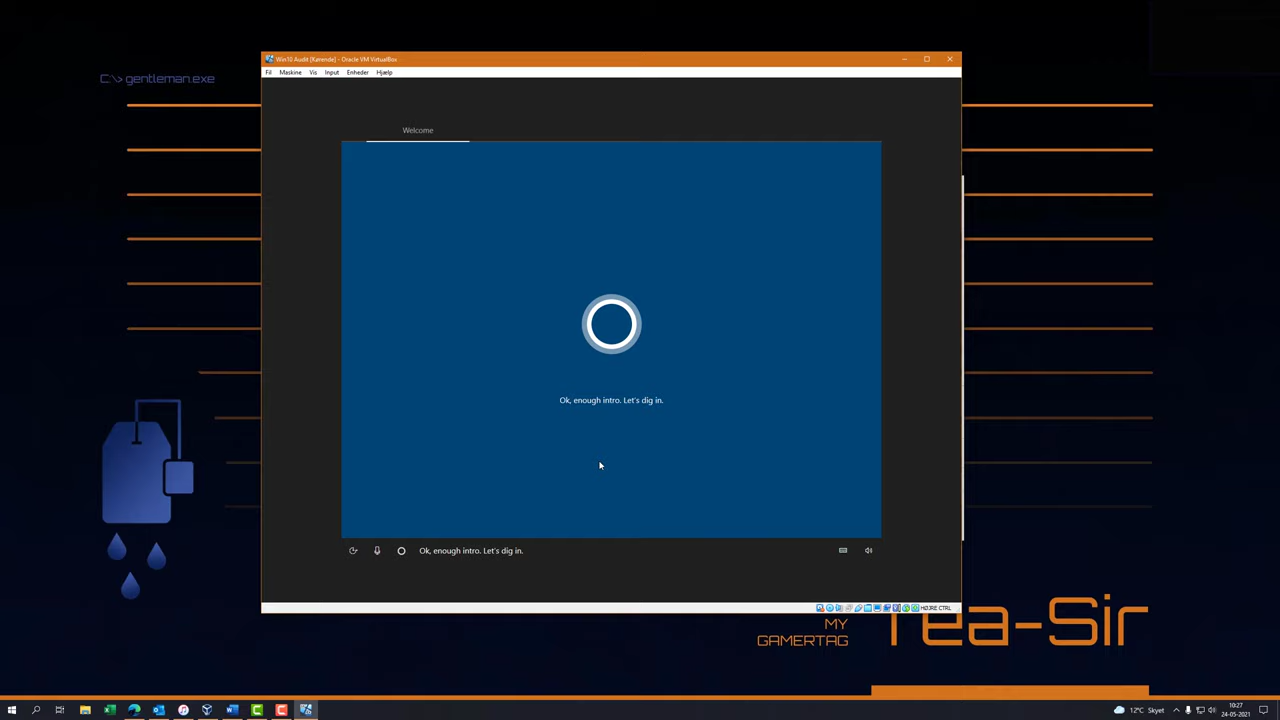 C:\> gentleman.exe
Win10 Audit [Kørende] - Oracle VM VirtualBox
Fil Maskine Vis Input Enheder Hjælp
Welcome
Ok, enough intro. Let's dig in.
Ok, enough intro. Let's dig in.
HØJRE CTRL
MY
GAMERTAG
Tea-Sir
12°C Skyet
10:27
24-05-2021